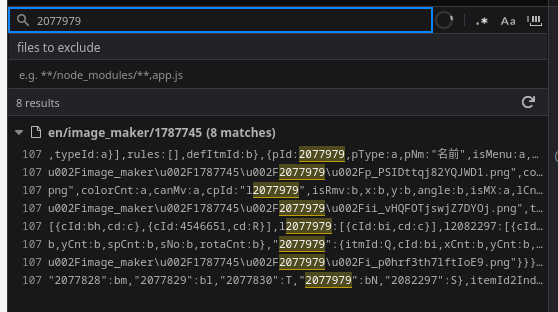 2077979
.*
Aa
files to exclude
e.g. **/node_modules/**,app.js
8 results
en/image_maker/1787745 (8 matches)
107 ,typeId:a}],rules:[],defItmId:b},{pId:2077979,pType:a,pNm:"名前",isMenu:a,…
107 u002Fimage_maker\u002F1787745\u002F2077979\u002Fp_PSIDttqj82YQJWD1.png",co…
107 png",colorCnt:a,canMv:a,cpId:"l2077979",isRmv:b,x:b,y:b,angle:b,isMX:a,lCn…
107 u002Fimage_maker\u002F1787745\u002F2077979\u002Fii_vHQFOTjswjZ7DYOj.png",t…
107 [{cId:bh,cd:c},{cId:4546651,cd:R}],l2077979:[{cId:bi,cd:c}],l2082297:[{cId…
107 b,yCnt:b,spCnt:b,sNo:b,rotaCnt:b},"2077979":{itmId:Q,cId:bi,xCnt:b,yCnt:b,…
107 u002Fimage_maker\u002F1787745\u002F2077979\u002Fi_p0hrf3th71ftIoE9.png"}}}…
107 "2077828":bm,"2077829":bl,"2077830":T,"2077979":bN,"2082297":S},itemId2Ind…